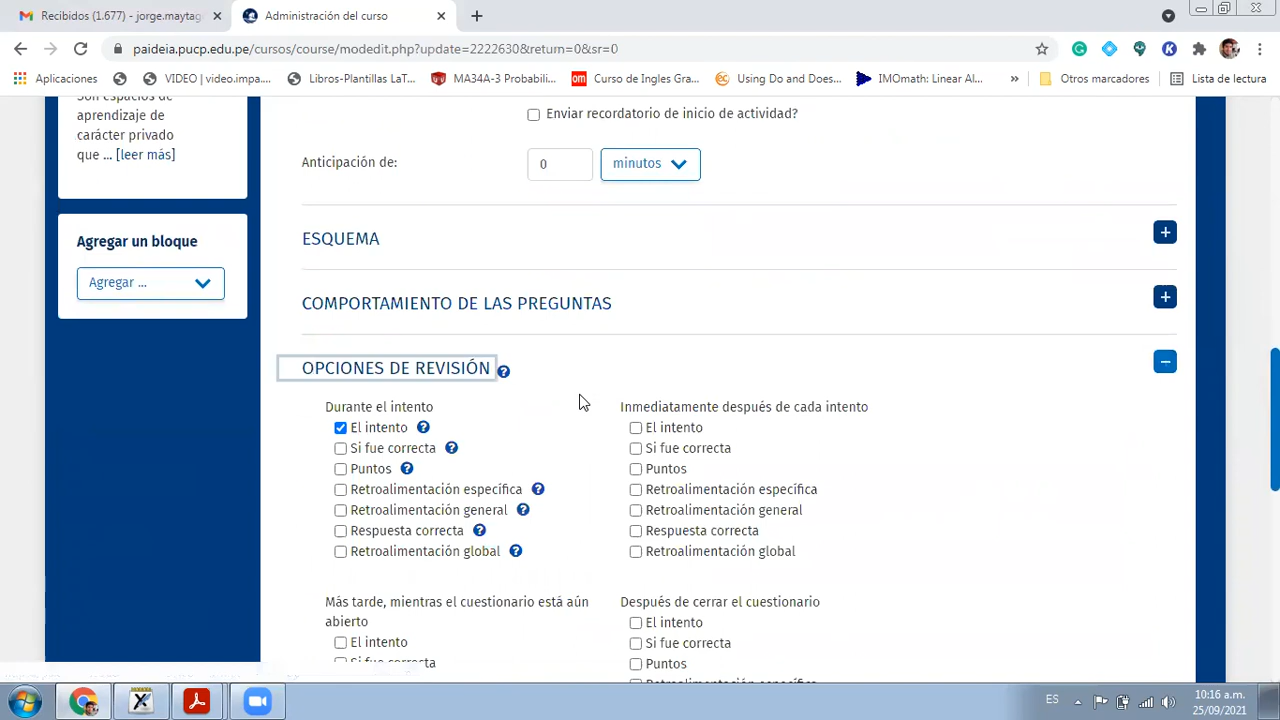 Recibidos (1.677) - jorge.maytag
Administración del curso
paideia.pucp.edu.pe/cursos/course/modedit.php?update=2222630&return=0&sr=0
Aplicaciones
VIDEO | video.impa....
Libros-Plantillas LaT...
MA34A-3 Probabili...
om Curso de Ingles Gra...
Using Do and Does...
IMOmath: Linear Al...
»
Otros marcadores
Lista de lectura
Son espacios de
aprendizaje de
carácter privado
que ... [leer más]
Agregar un bloque
Agregar ...
Enviar recordatorio de inicio de actividad?
Anticipación de:
0
minutos
ESQUEMA
COMPORTAMIENTO DE LAS PREGUNTAS
OPCIONES DE REVISIÓN
Durante el intento
El intento
Si fue correcta
Puntos
Retroalimentación específica
Retroalimentación general
Respuesta correcta
Retroalimentación global
Inmediatamente después de cada intento
El intento
Si fue correcta
Puntos
Retroalimentación específica
Retroalimentación general
Respuesta correcta
Retroalimentación global
Más tarde, mientras el cuestionario está aún
abierto
El intento
Si fue correcta
Después de cerrar el cuestionario
El intento
Si fue correcta
Puntos
ES
10:16 a.m.
25/09/2021